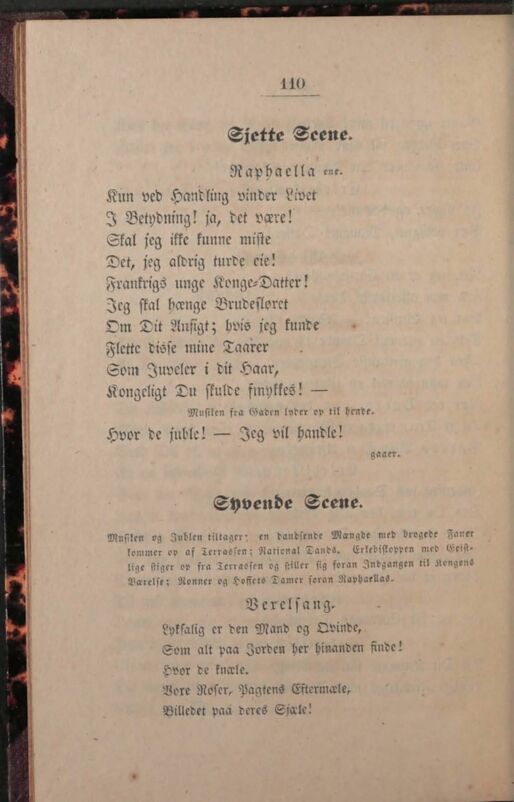 110
Sjette Scene.
Raphaella ene.
Kun ved Handling vinder Livet
I Betydning! ja, det være!
Skal jeg ikke kunne miste
Det, jeg aldrig turde eie!
Frankrigs unge Konge-Datter!
Jeg skal hænge Brudesløret
Om Dit Ansigt; hvis jeg kunde
Flette disse mine Taarer
Som Juveler i dit Haar,
Kongeligt Du skulde smykkes! —
Musiken fra Gaden lyder op til hende.
Hvor de juble! — Jeg vil handle!
gaaer.
Syvende Scene.
Musiken og Jublen tiltager; en dandsende Mængde med brogede Faner
kommer op af Terrassen; National Dands. Erkebiskoppen med Geist-
lige stiger op fra Terrassen og stiller sig foran Indgangen til Kongens
Værelse; Nonner og Hoffets Damer foran Raphaellas.
Vexelsang.
Lyksalig er den Mand og Qvinde,
Som alt paa Jorden her hinanden finde!
Hvor de knæle.
Vore Roser, Pagtens Eftermæle,
Billedet paa deres Sjæle!